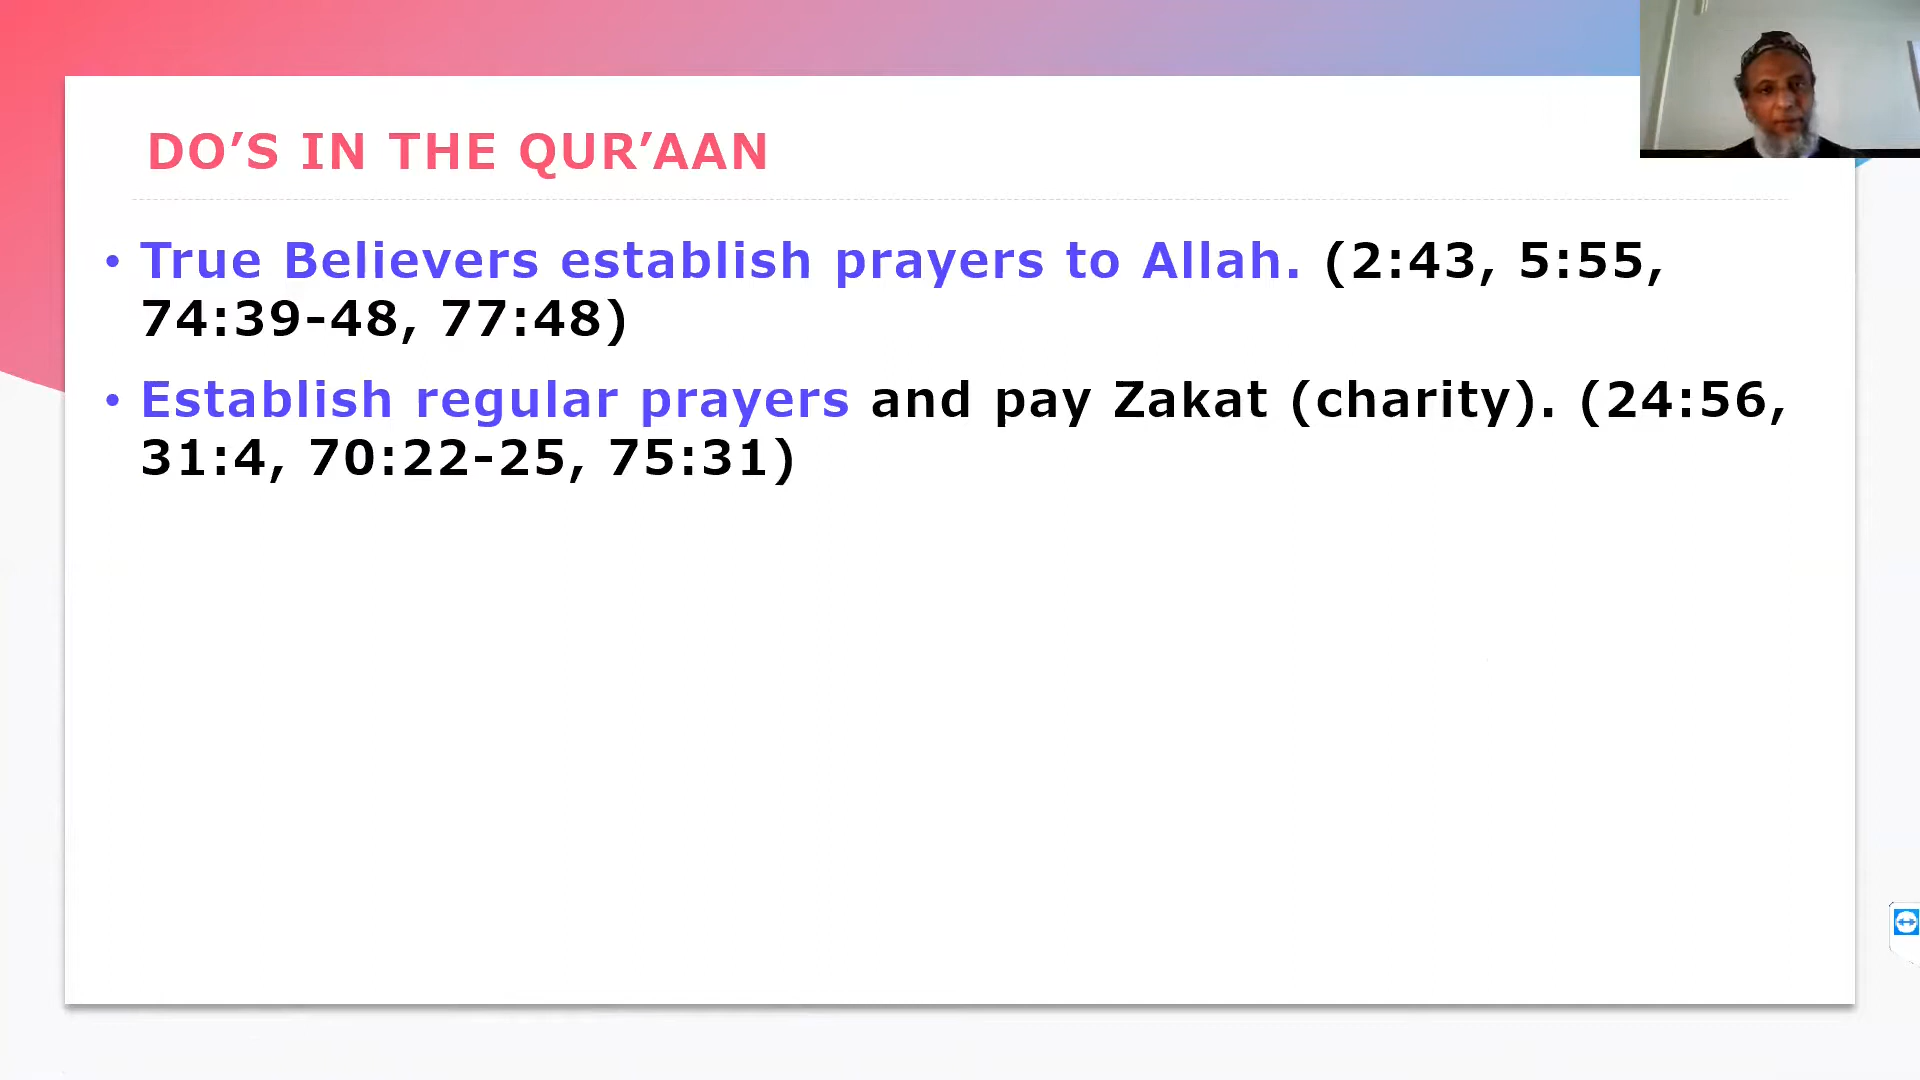 DO’S IN THE QUR’AAN
• True Believers establish prayers to Allah. (2:43, 5:55,
74:39-48, 77:48)
• Establish regular prayers and pay Zakat (charity). (24:56,
31:4, 70:22-25, 75:31)